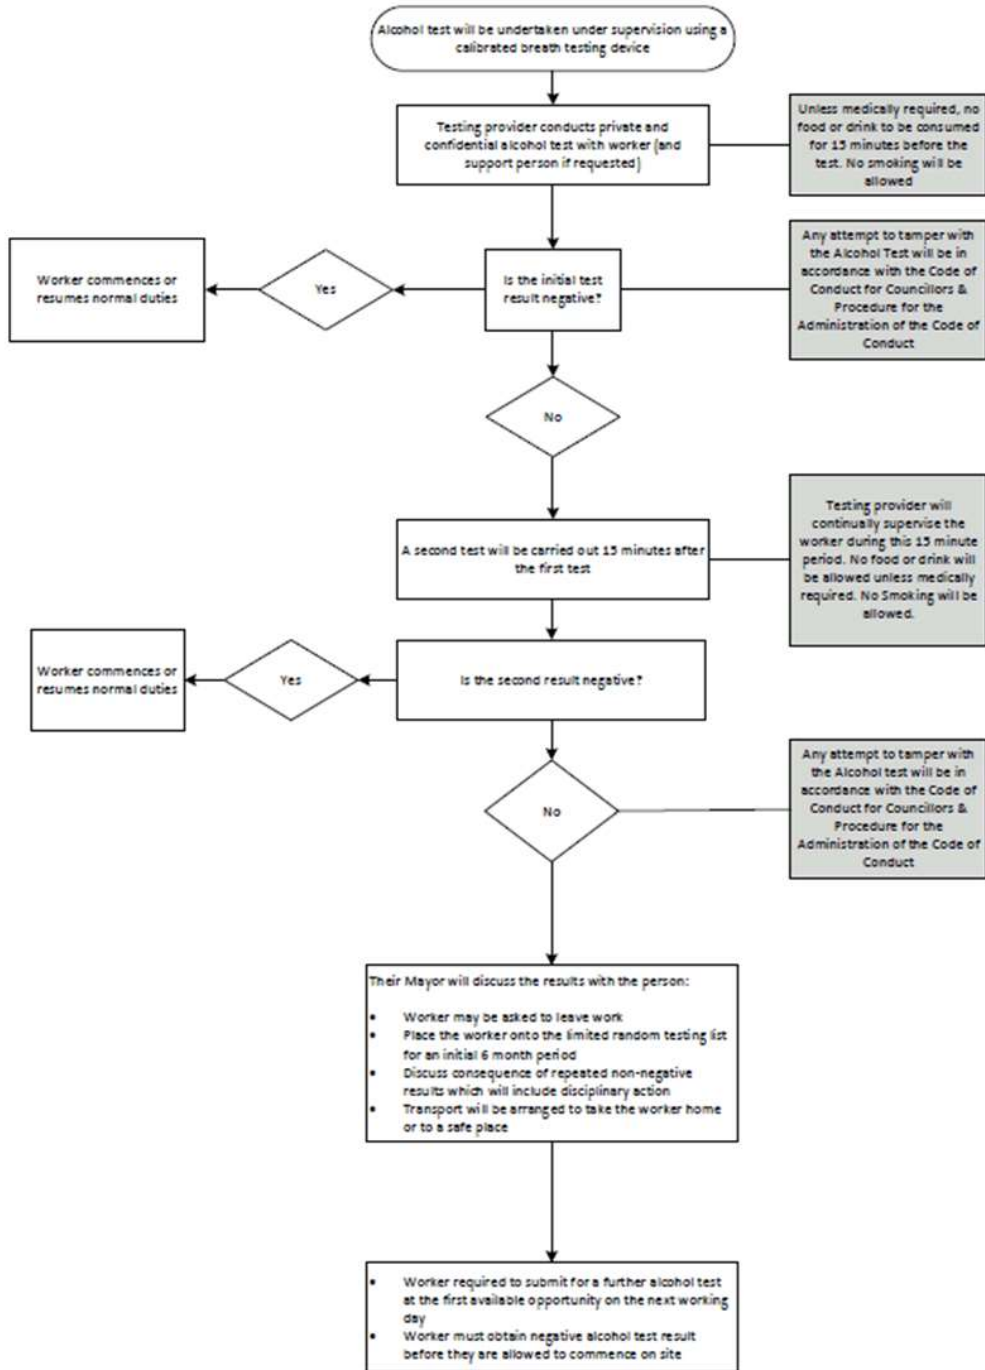 Alcohol test will be undertaken under supervision using a
calibrated breath testing device
Testing provider conducts private and
confidential alcohol test with worker (and
support person if requested)
Unless medically required, no
food or drink to be consumed
for 15 minutes before the
test. No smoking will be
allowed
Worker commences or
resumes normal duties
Yes
Is the initial test
result negative?
Any attempt to tamper with
the Alcohol Test will be in
accordance with the Code of
Conduct for Councillors &
Procedure for the
Administration of the Code of
Conduct
No
A second test will be carried out 15 minutes after
the first test
Testing provider will
continually supervise the
worker during this 15 minute
period. No food or drink will
be allowed unless medically
required. No Smoking will be
allowed.
Worker commences or
resumes normal duties
Yes
Is the second result negative?
No
Any attempt to tamper with
the Alcohol test will be in
accordance with the Code of
Conduct for Councillors &
Procedure for the
Administration of the Code of
Conduct
Their Mayor will discuss the results with the person:
• Worker may be asked to leave work
• Place the worker onto the limited random testing list
for an initial 6 month period
• Discuss consequence of repeated non-negative
results which will include disciplinary action
• Transport will be arranged to take the worker home
or to a safe place
• Worker required to submit for a further alcohol test
at the first available opportunity on the next working
day
• Worker must obtain negative alcohol test result
before they are allowed to commence on site